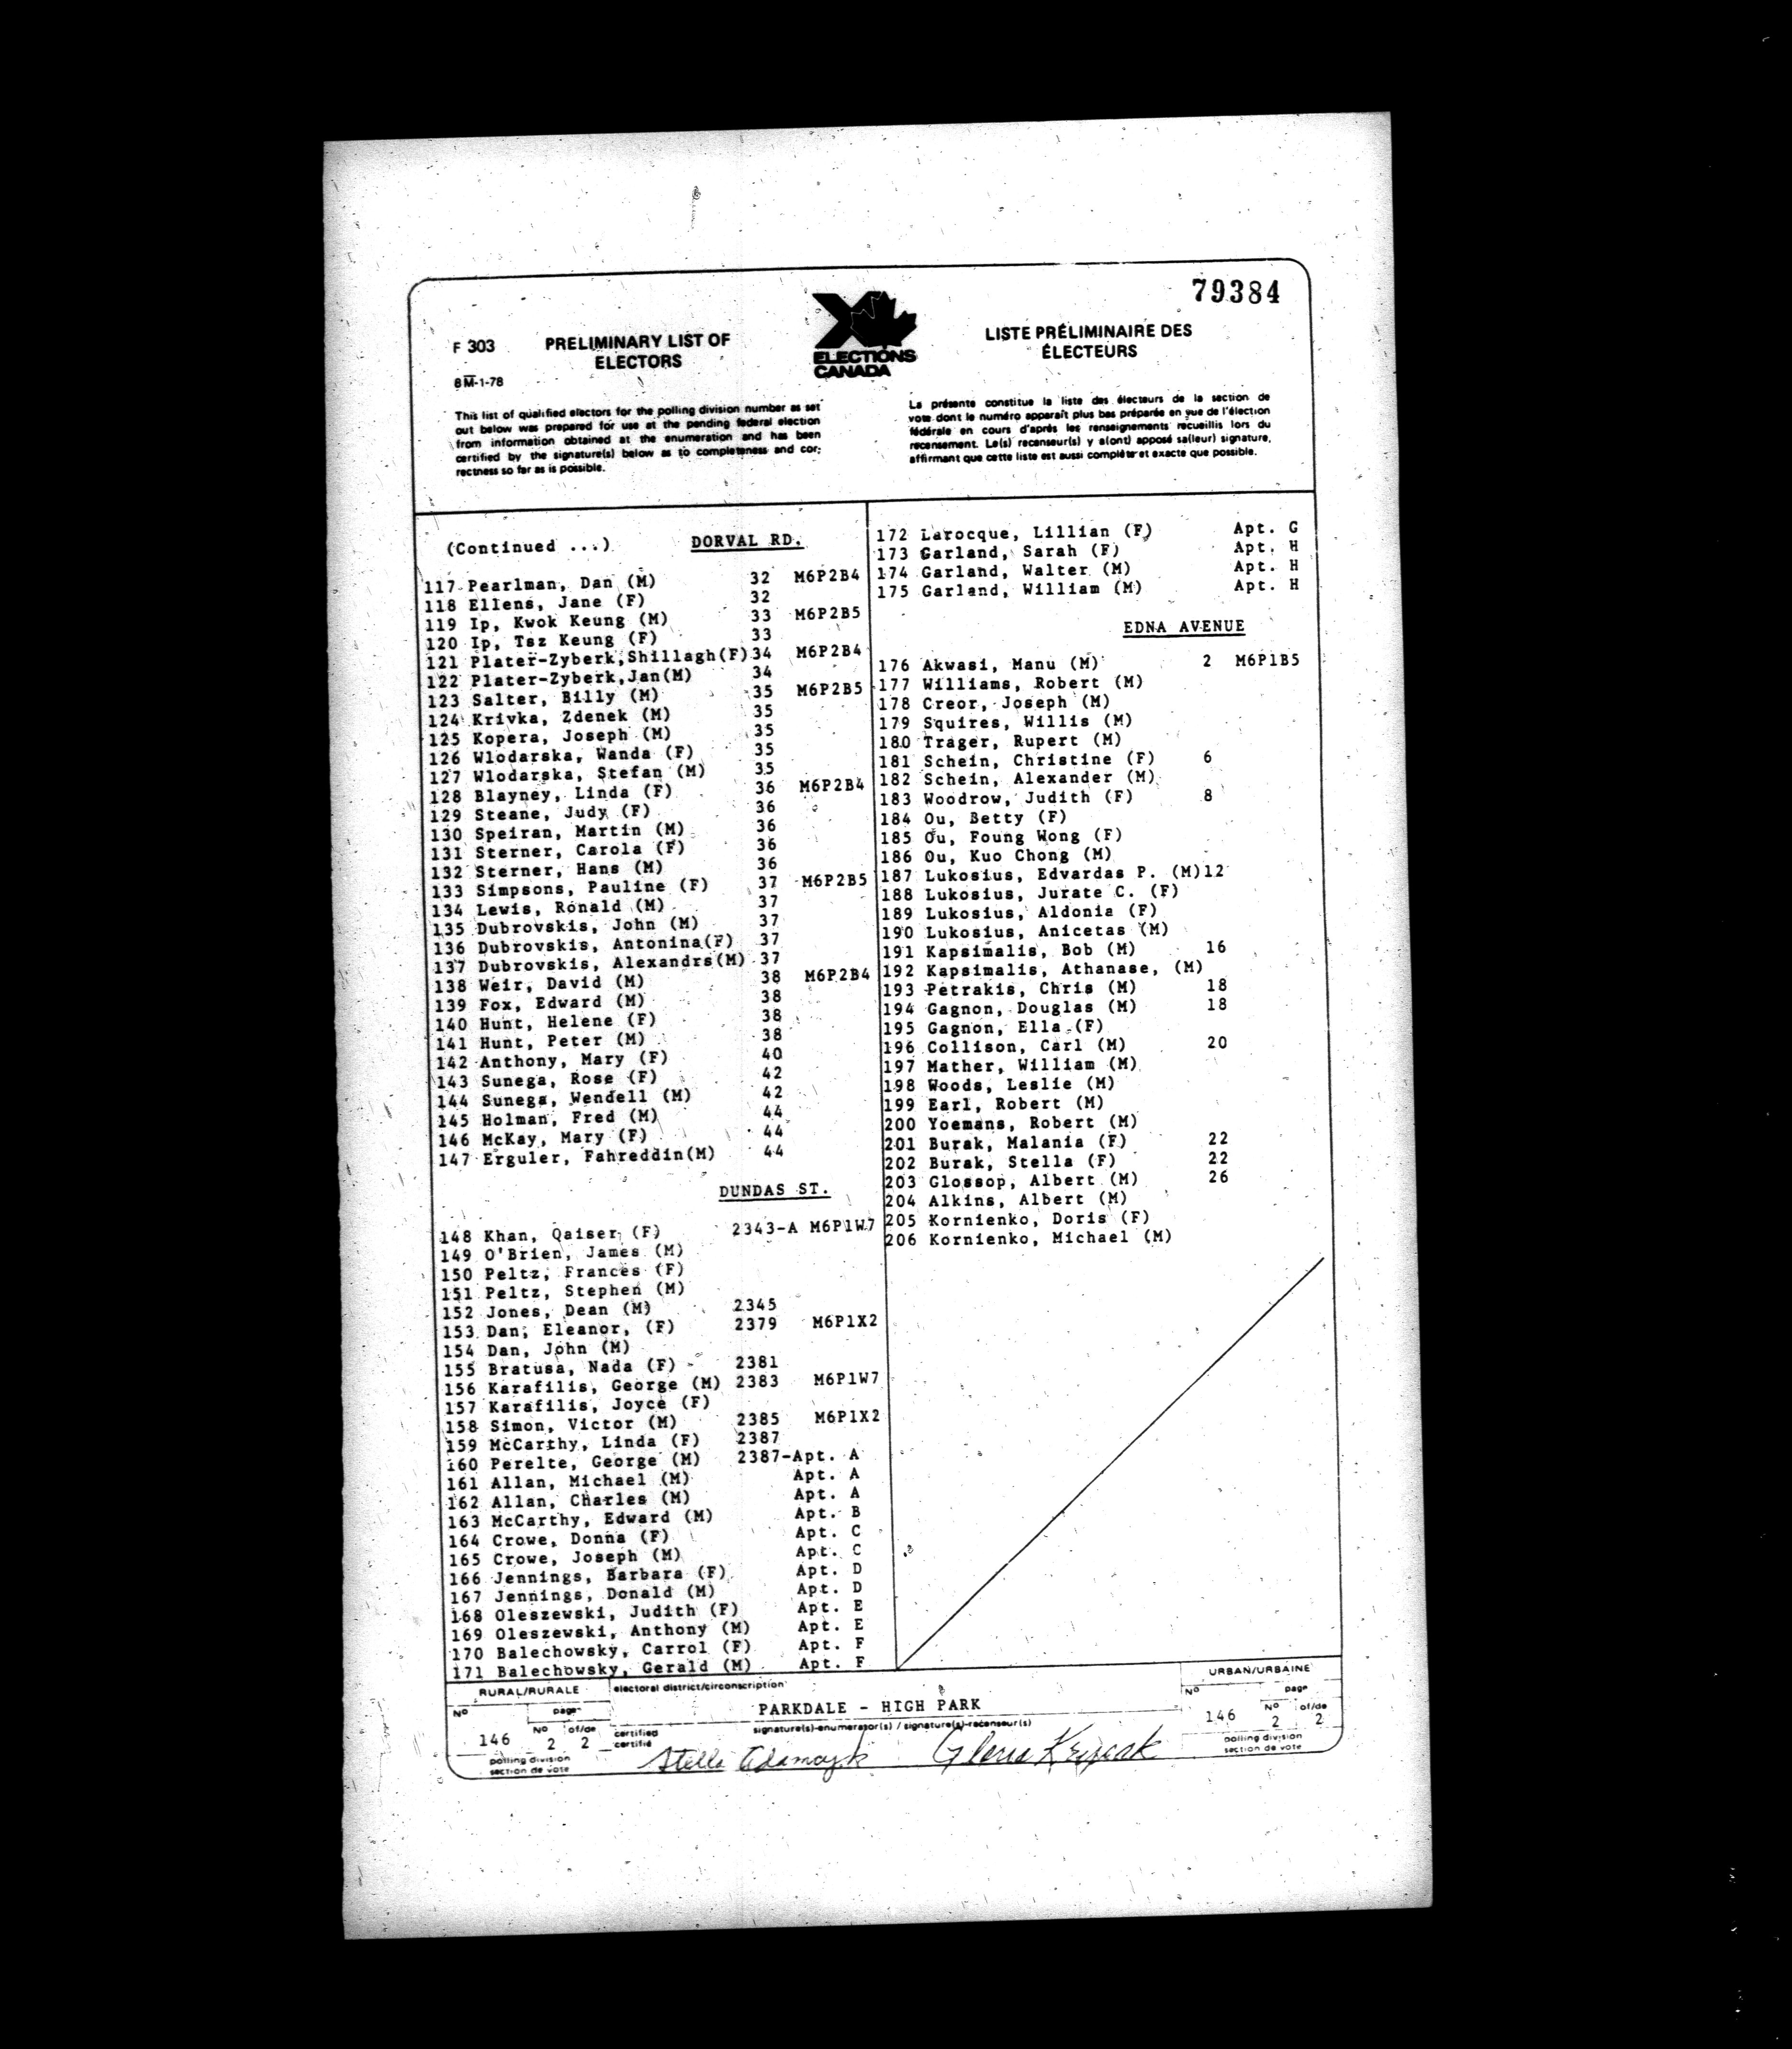 79384
F 303
PRELIMINARY LIST OF
ELECTORS
8M-1-78
ELECTIONS
CANADA
LISTE PRÉLIMINAIRE DES
ÉLECTEURS
This list of qualified electors for the polling division number as set
out below was prepared for use at the pending federal election
from information obtained at the enumeration and has been
certified by the signature(s) below as to completeness and cor-
rectness so far as is possible.
La présente constitue la liste des électeurs de la section de
vote dont le numéro apparaît plus bas préparée en vue de l'élection
fédérale en cours d'après les renseignements recueillis lors du
recensement. Le(s) recenseur(s) y a(ont) apposé sa(leur) signature,
affirmant que cette liste est aussi complète et exacte que possible.
(Continued ...) DORVAL RD.
117 Pearlman, Dan (M) 32 M6P2B4
118 Ellens, Jane (F) 32
119 Ip, Kwok Keung (M) 33 M6P2B5
120 Ip, Tsz Keung (F) 33
121 Plater-Zyberk,Shillagh(F)34 M6P2B4
122 Plater-Zyberk,Jan(M) 34
123 Salter, Billy (M) 35 M6P2B5
124 Krivka, Zdenek (M) 35
125 Kopera, Joseph (M) 35
126 Wlodarska, Wanda (F) 35
127 Wlodarska, Stefan (M) 35
128 Blayney, Linda (F) 36 M6P2B4
129 Steane, Judy (F) 36
130 Speiran, Martin (M) 36
131 Sterner, Carola (F) 36
132 Sterner, Hans (M) 36
133 Simpsons, Pauline (F) 37 M6P2B5
134 Lewis, Ronald (M) 37
135 Dubrovskis, John (M) 37
136 Dubrovskis, Antonina(F) 37
137 Dubrovskis, Alexandrs(M) 37
138 Weir, David (M) 38 M6P2B4
139 Fox, Edward (M) 38
140 Hunt, Helene (F) 38
141 Hunt, Peter (M) 38
142 Anthony, Mary (F) 40
143 Sunega, Rose (F) 42
144 Sunega, Wendell (M) 42
145 Holman, Fred (M) 44
146 McKay, Mary (F) 44
147 Erguler, Fahreddin(M) 44
DUNDAS ST.
148 Khan, Qaiser (F) 2343-A M6P1W7
149 O'Brien, James (M)
150 Peltz, Frances (F)
151 Peltz, Stephen (M)
152 Jones, Dean (M) 2345
153 Dan, Eleanor, (F) 2379 M6P1X2
154 Dan, John (M)
155 Bratusa, Nada (F) 2381
156 Karafilis, George (M) 2383 M6P1W7
157 Karafilis, Joyce (F)
158 Simon, Victor (M) 2385 M6P1X2
159 McCarthy, Linda (F) 2387
160 Perelte, George (M) 2387-Apt. A
161 Allan, Michael (M) Apt. A
162 Allan, Charles (M) Apt. A
163 McCarthy, Edward (M) Apt. B
164 Crowe, Donna (F) Apt. C
165 Crowe, Joseph (M) Apt. C
166 Jennings, Barbara (F) Apt. D
167 Jennings, Donald (M) Apt. D
168 Oleszewski, Judith (F) Apt. E
169 Oleszewski, Anthony (M) Apt. E
170 Balechowsky, Carrol (F) Apt. F
171 Balechowsky, Gerald (M) Apt. F
172 Larocque, Lillian (F) Apt. G
173 Garland, Sarah (F) Apt. H
174 Garland, Walter (M) Apt. H
175 Garland, William (M) Apt. H
EDNA AVENUE
176 Akwasi, Manu (M) 2 M6P1B5
177 Williams, Robert (M)
178 Creor, Joseph (M)
179 Squires, Willis (M)
180 Trager, Rupert (M)
181 Schein, Christine (F) 6
182 Schein, Alexander (M)
183 Woodrow, Judith (F) 8
184 Ou, Betty (F)
185 Ou, Foung Wong (F)
186 Ou, Kuo Chong (M)
187 Lukosius, Edvardas P. (M)12
188 Lukosius, Jurate C. (F)
189 Lukosius, Aldonia (F)
190 Lukosius, Anicetas (M)
191 Kapsimalis, Bob (M) 16
192 Kapsimalis, Athanase, (M)
193 Petrakis, Chris (M) 18
194 Gagnon, Douglas (M) 18
195 Gagnon, Ella (F)
196 Collison, Carl (M) 20
197 Mather, William (M)
198 Woods, Leslie (M)
199 Earl, Robert (M)
200 Yoemans, Robert (M)
201 Burak, Malania (F) 22
202 Burak, Stella (F) 22
203 Glossop, Albert (M) 26
204 Alkins, Albert (M)
205 Kornienko, Doris (F)
206 Kornienko, Michael (M)
RURAL/RURALE
No page
No of/de
146 2 2
polling division
section de vote
electoral district/circonscription
PARKDALE - HIGH PARK
certified
certifié
signature(s)-enumerator(s) / signature(s)-recenseur(s)
Stella Gloria
URBAN/URBAINE
No page
No of/de
146 2 2
polling division
section de vote